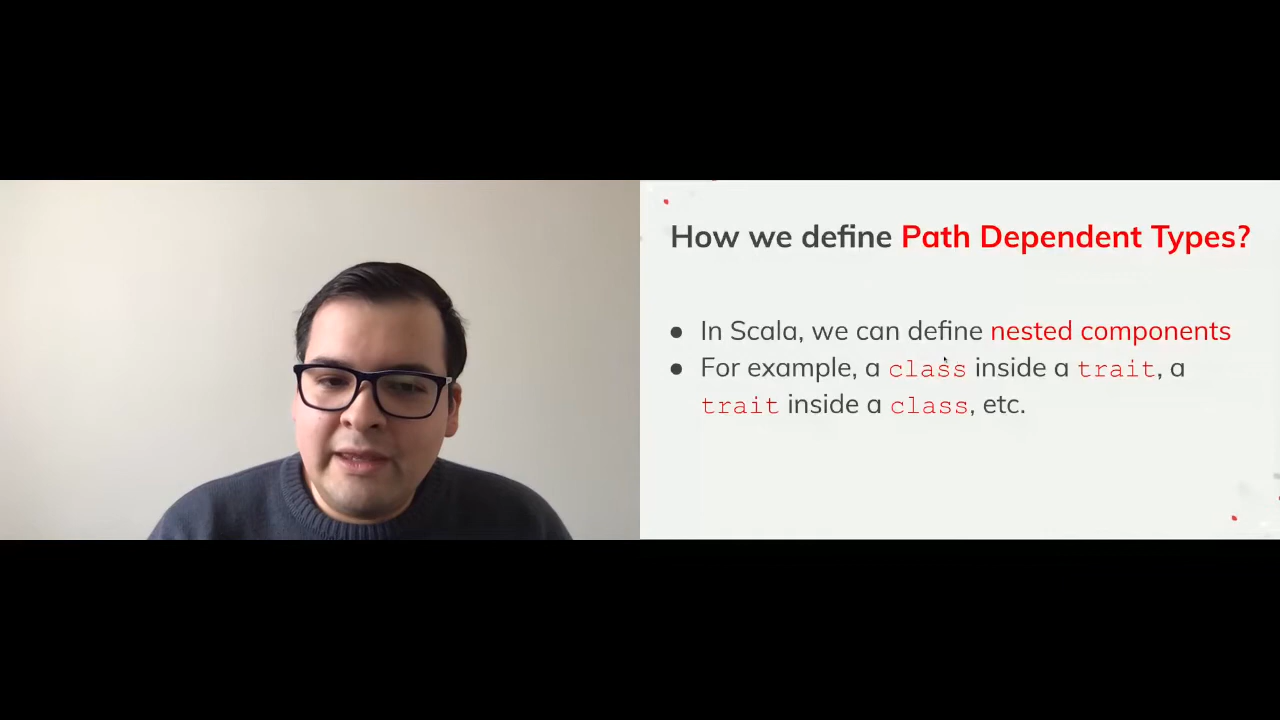 How we define Path Dependent Types?
● In Scala, we can define nested components
● For example, a class inside a trait, a
trait inside a class, etc.